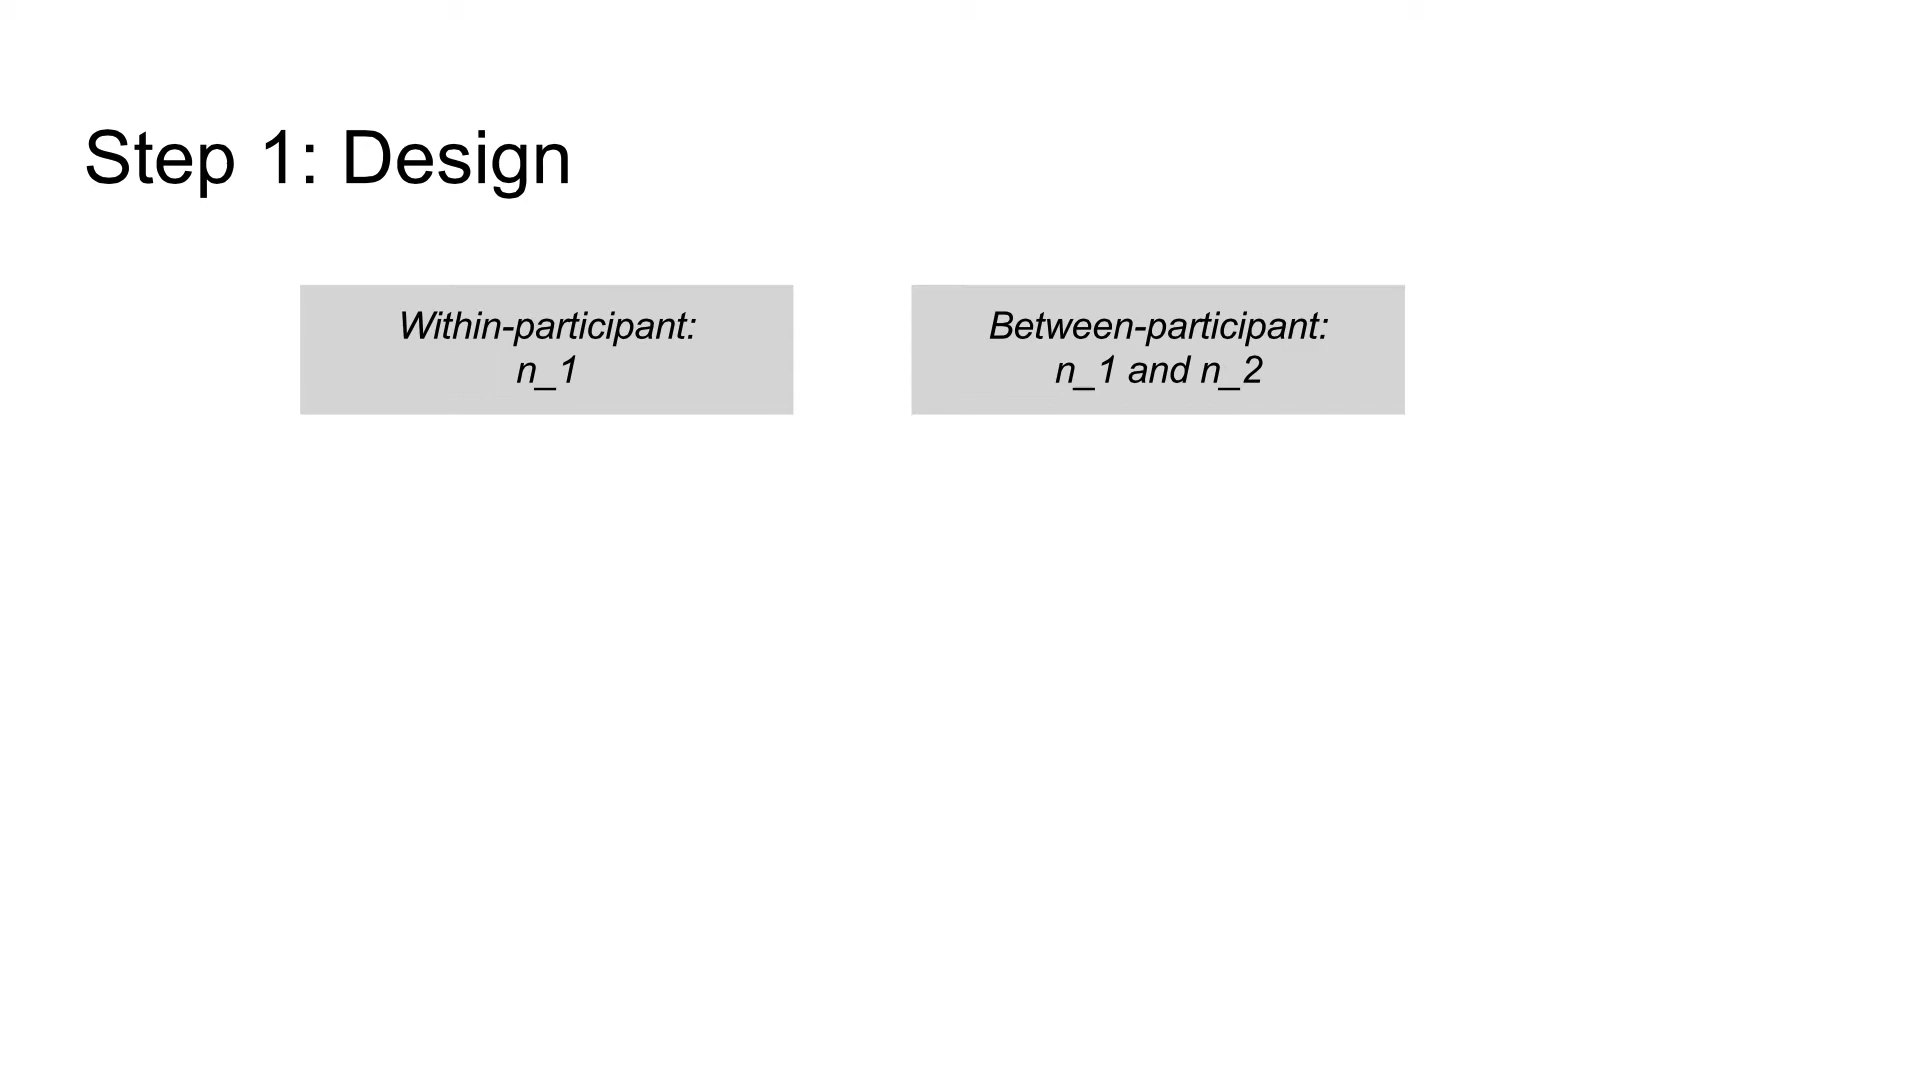 Step 1: Design
Within-participant:
n_1
Between-participant:
n_1 and n_2